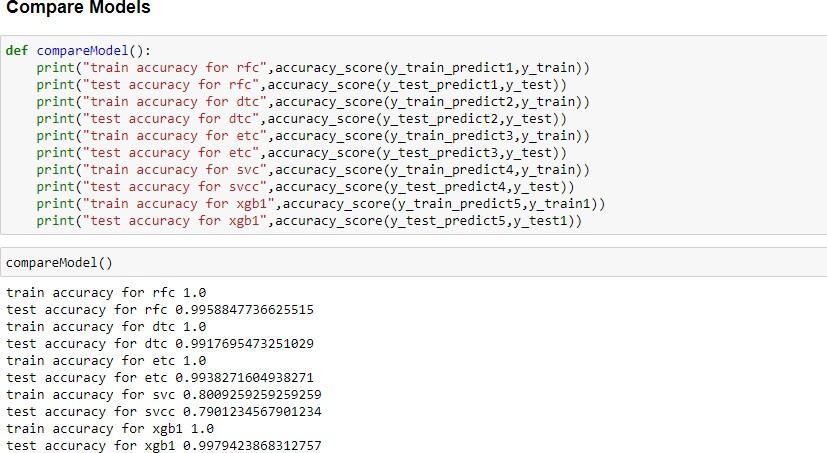 Compare Models
def compareModel():
    print("train accuracy for rfc",accuracy_score(y_train_predict1,y_train))
    print("test accuracy for rfc",accuracy_score(y_test_predict1,y_test))
    print("train accuracy for dtc",accuracy_score(y_train_predict2,y_train))
    print("test accuracy for dtc",accuracy_score(y_test_predict2,y_test))
    print("train accuracy for etc",accuracy_score(y_train_predict3,y_train))
    print("test accuracy for etc",accuracy_score(y_test_predict3,y_test))
    print("train accuracy for svc",accuracy_score(y_train_predict4,y_train))
    print("test accuracy for svcc",accuracy_score(y_test_predict4,y_test))
    print("train accuracy for xgb1",accuracy_score(y_train_predict5,y_train1))
    print("test accuracy for xgb1",accuracy_score(y_test_predict5,y_test1))
compareModel()
train accuracy for rfc 1.0
test accuracy for rfc 0.9958847736625515
train accuracy for dtc 1.0
test accuracy for dtc 0.9917695473251029
train accuracy for etc 1.0
test accuracy for etc 0.9938271604938271
train accuracy for svc 0.8009259259259259
test accuracy for svcc 0.7901234567901234
train accuracy for xgb1 1.0
test accuracy for xgb1 0.9979423868312757